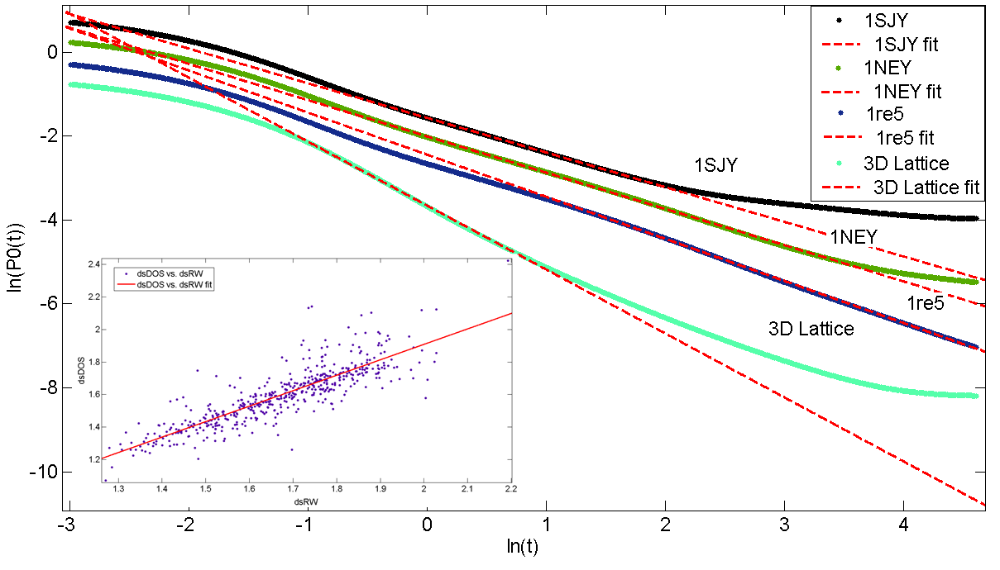 1SJY
1SJY fit
1NEY
1NEY fit
1re5
1re5 fit
3D Lattice
3D Lattice fit
ln(P0(t))
0
-2
-4
-6
-8
-10
1SJY
1NEY
1re5
3D Lattice
dsDOS vs. dsRW
dsDOS vs. dsRW fit
dsDOS
2.4
2.2
2
1.8
1.6
1.4
1.2
1.3 1.4 1.5 1.6 1.7 1.8 1.9 2 2.1 2.2
dsRW
-3 -2 -1 0 1 2 3 4
ln(t)